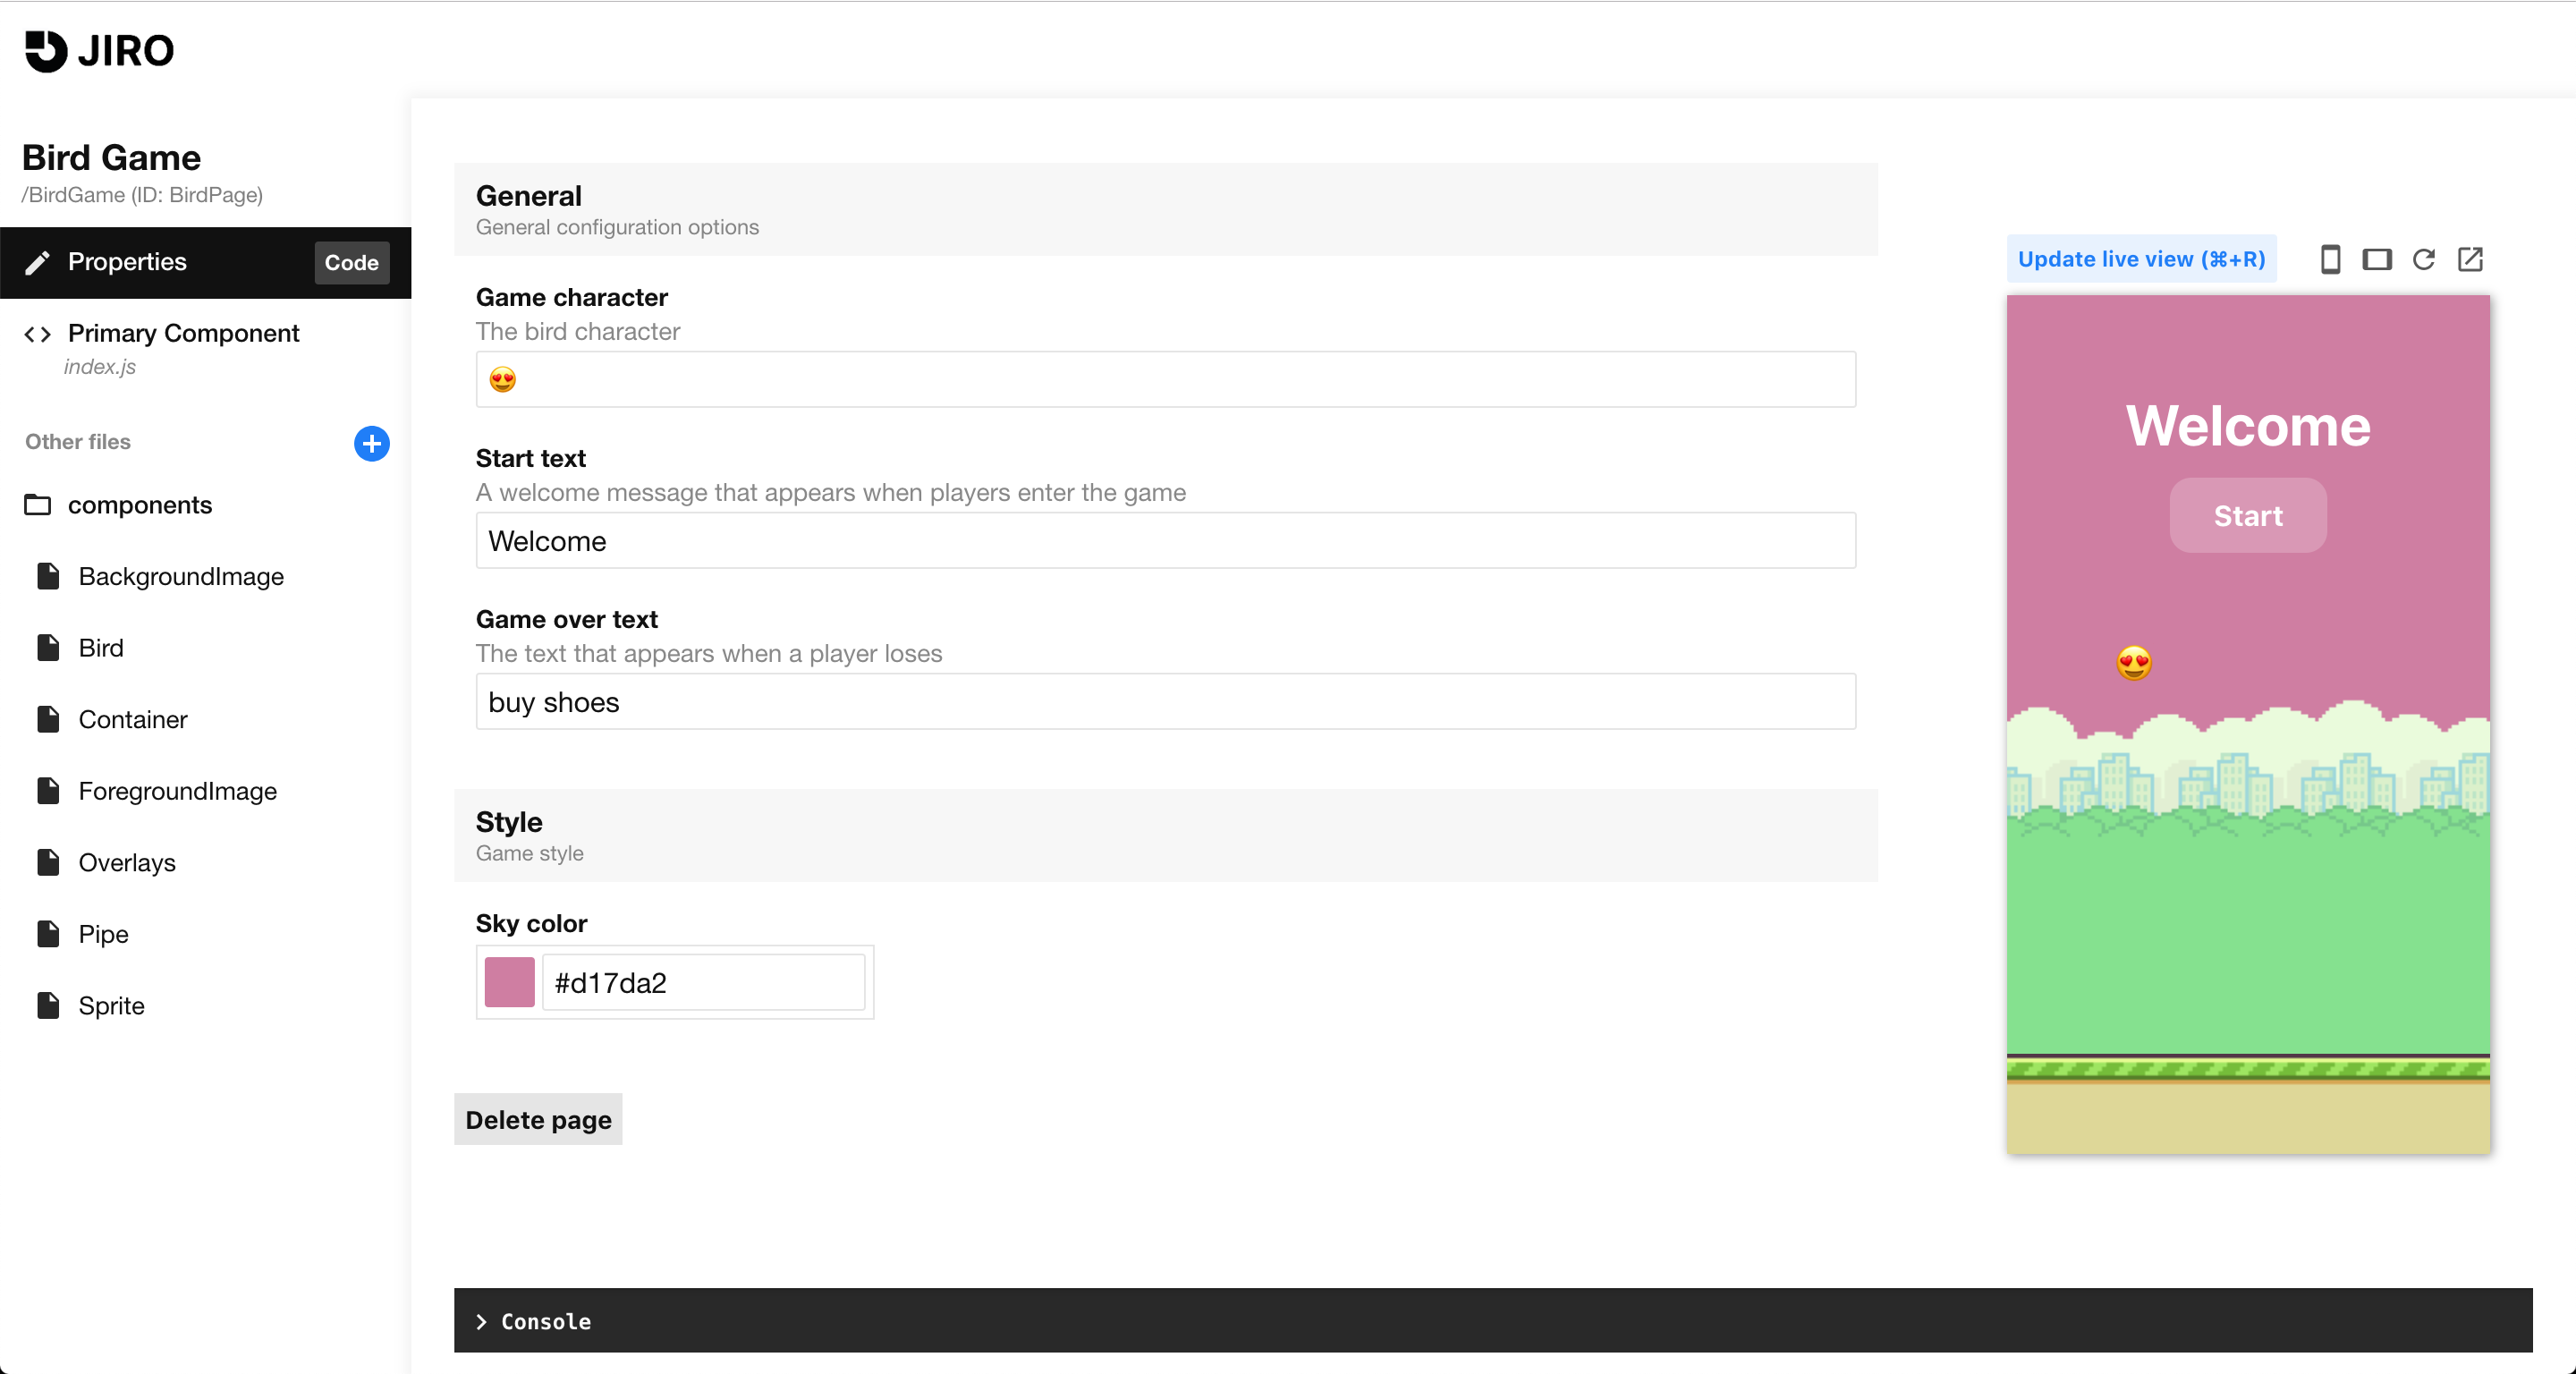 JIRO
Bird Game
/BirdGame (ID: BirdPage)
Properties
Code
Primary Component
index.js
Other files
components
BackgroundImage
Bird
Container
ForegroundImage
Overlays
Pipe
Sprite
General
General configuration options
Game character
The bird character
😍
Start text
A welcome message that appears when players enter the game
Welcome
Game over text
The text that appears when a player loses
buy shoes
Style
Game style
Sky color
#d17da2
Delete page
Update live view (⌘+R)
Welcome
Start
Console